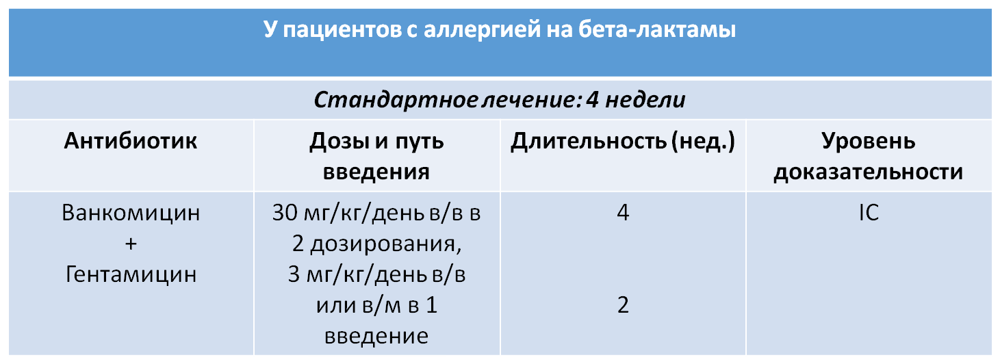 У пациентов с аллергией на бета-лактамы
Стандартное лечение: 4 недели
Антибиотик
Дозы и путь
введения
Длительность (нед.)
Уровень
доказательности
Ванкомицин
+
Гентамицин
30 мг/кг/день в/в в
2 дозирования,
3 мг/кг/день в/в
или в/м в 1
введение
4
2
IC